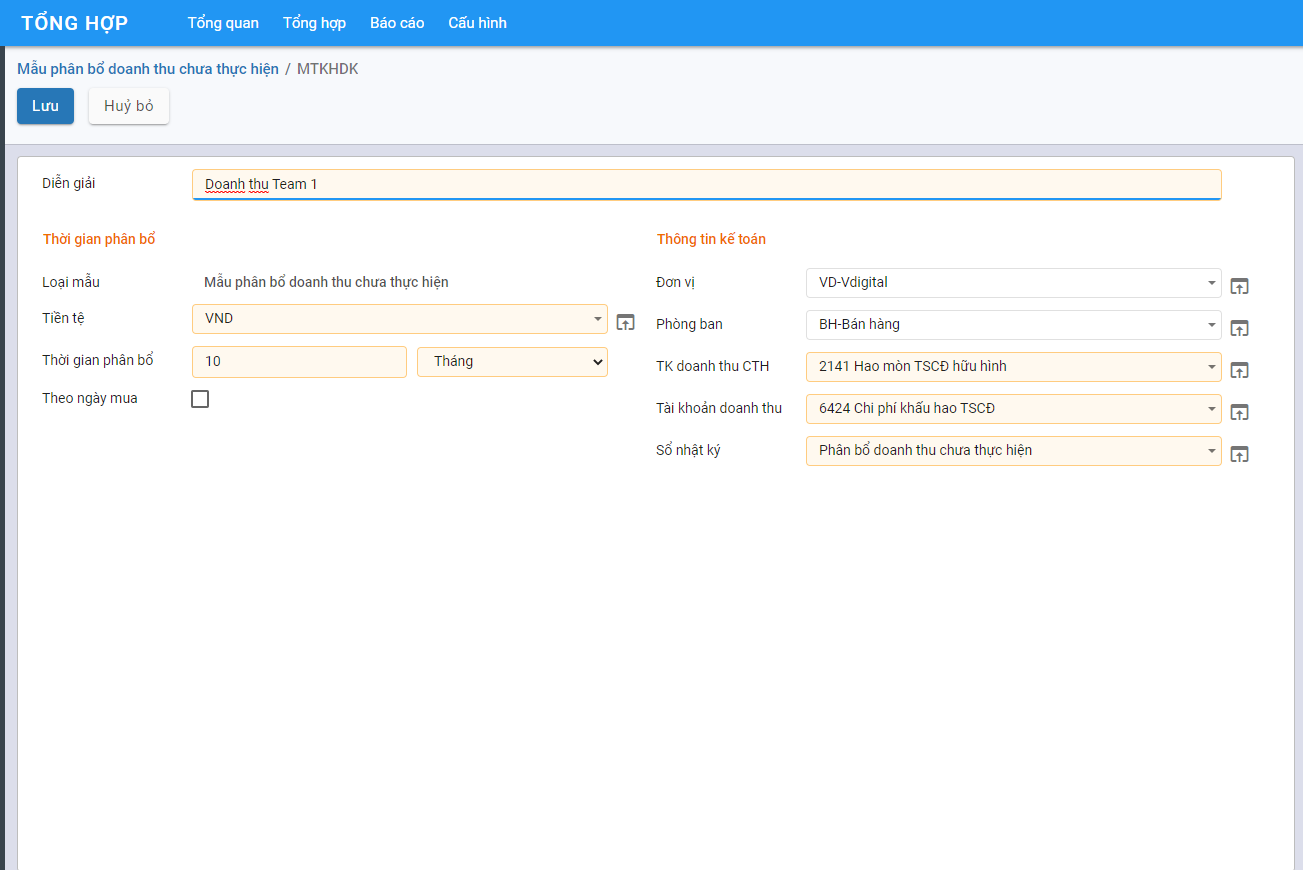 TỔNG HỢP Tổng quan Tổng hợp Báo cáo Cấu hình
Mẫu phân bổ doanh thu chưa thực hiện / MTKHDK
Lưu Huỷ bỏ
Diễn giải Doanh thu Team 1
Thời gian phân bổ
Loại mẫu Mẫu phân bổ doanh thu chưa thực hiện
Tiền tệ VND
Thời gian phân bổ 10 Tháng
Theo ngày mua
Thông tin kế toán
Đơn vị VD-Vdigital
Phòng ban BH-Bán hàng
TK doanh thu CTH 2141 Hao mòn TSCĐ hữu hình
Tài khoản doanh thu 6424 Chi phí khấu hao TSCĐ
Sổ nhật ký Phân bổ doanh thu chưa thực hiện